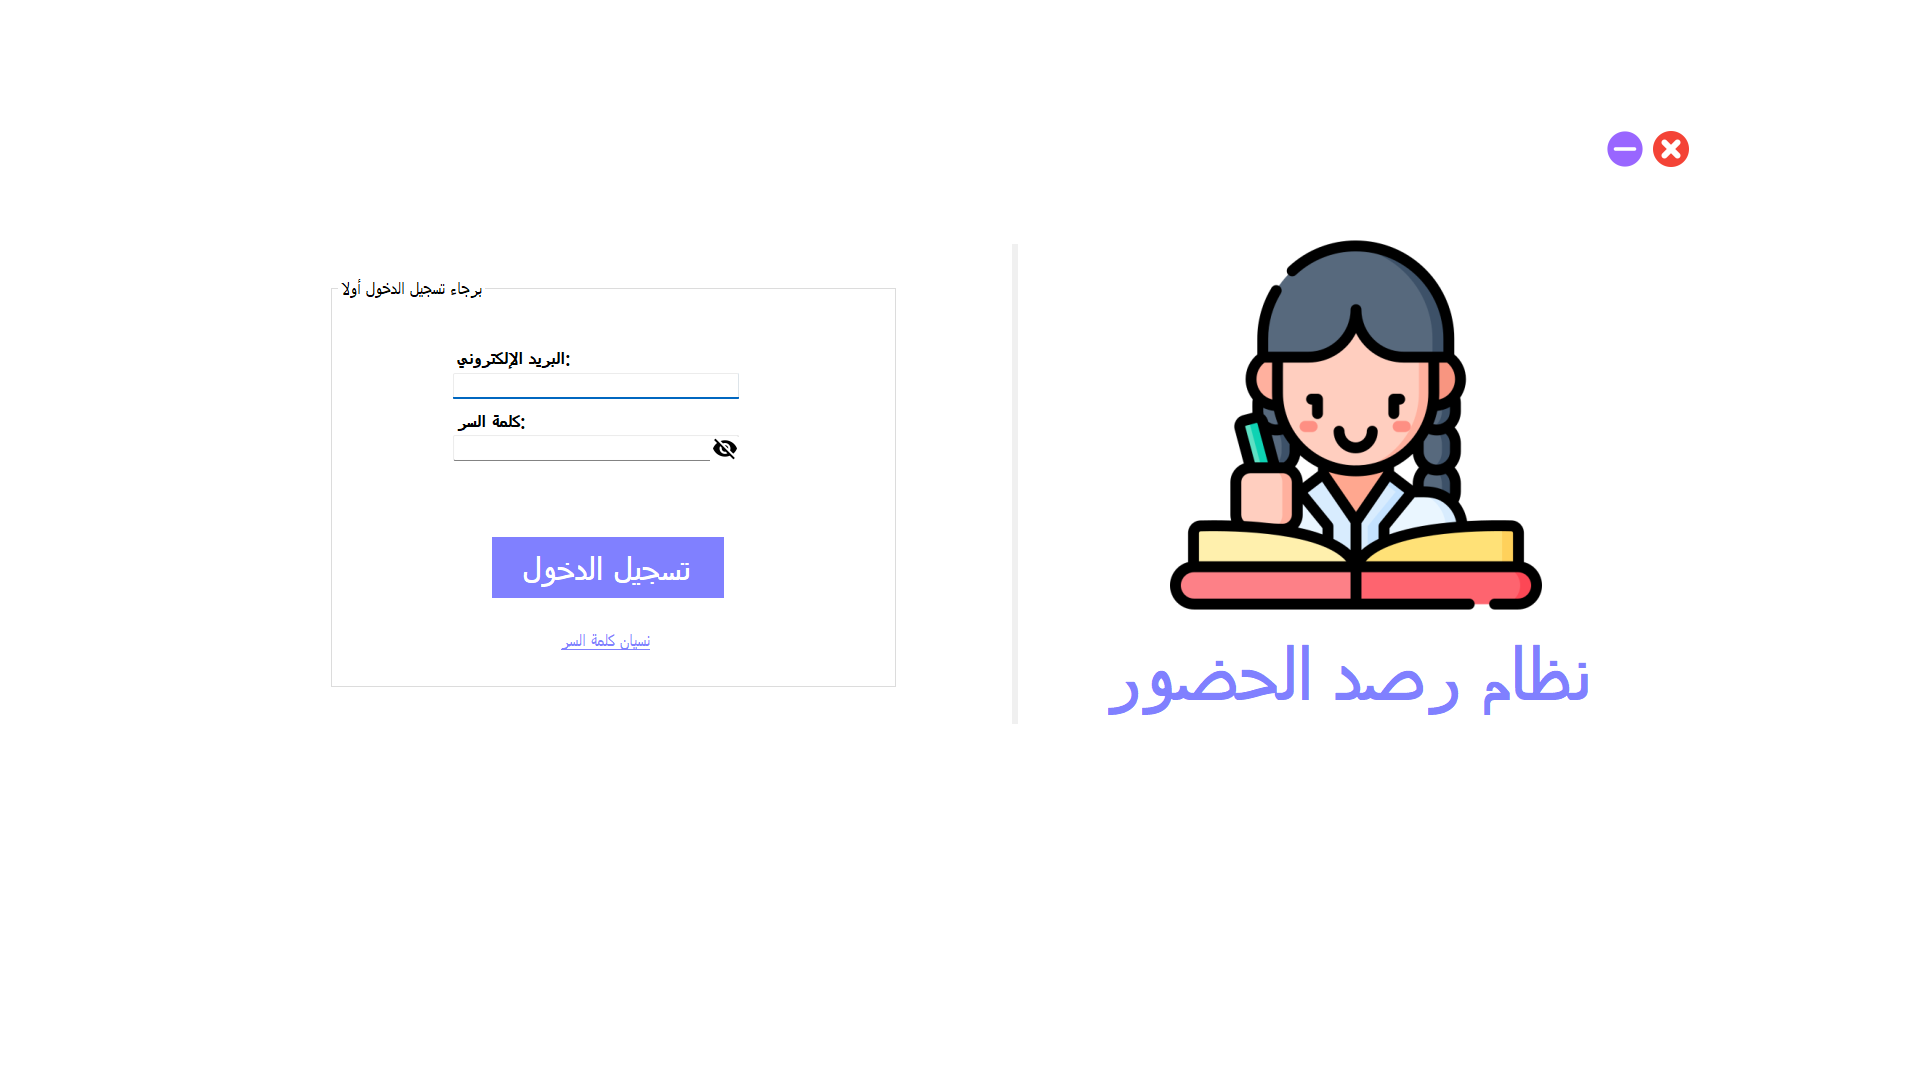 نظام رصد الحضور
برجاء تسجيل الدخول أولا
البريد الإلكتروني:
كلمة السر:
تسجيل الدخول
نسيان كلمة السر